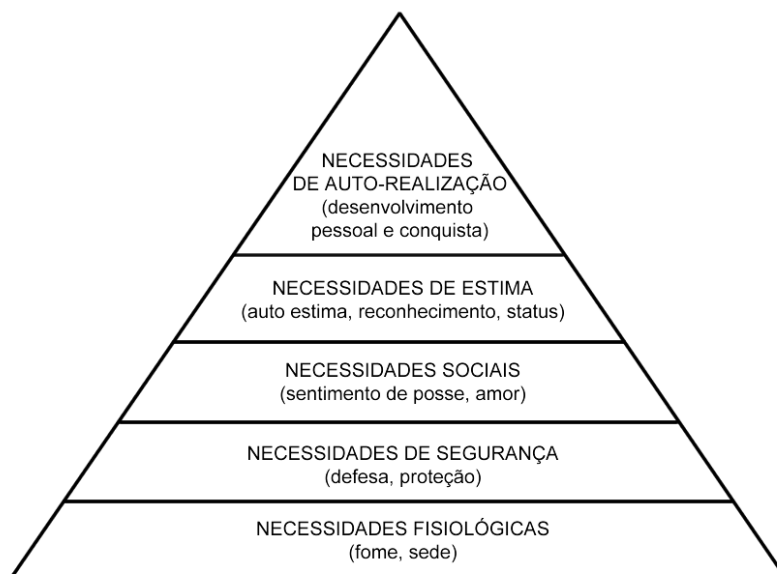 NECESSIDADES
DE AUTO-REALIZAÇÃO
(desenvolvimento
pessoal e conquista)
NECESSIDADES DE ESTIMA
(auto estima, reconhecimento, status)
NECESSIDADES SOCIAIS
(sentimento de posse, amor)
NECESSIDADES DE SEGURANÇA
(defesa, proteção)
NECESSIDADES FISIOLÓGICAS
(fome, sede)